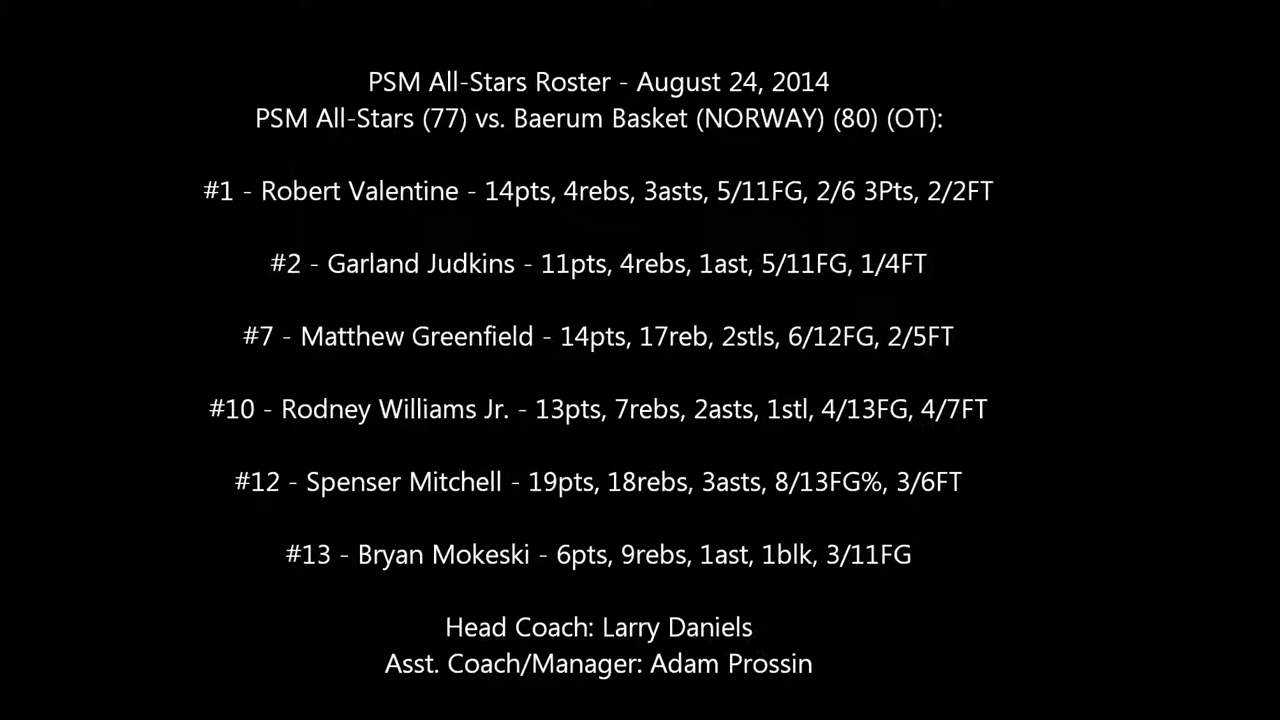 PSM All-Stars Roster - August 24, 2014
PSM All-Stars (77) vs. Baerum Basket (NORWAY) (80) (OT):
#1 - Robert Valentine - 14pts, 4rebs, 3asts, 5/11FG, 2/6 3Pts, 2/2FT
#2 - Garland Judkins - 11pts, 4rebs, 1ast, 5/11FG, 1/4FT
#7 - Matthew Greenfield - 14pts, 17reb, 2stls, 6/12FG, 2/5FT
#10 - Rodney Williams Jr. - 13pts, 7rebs, 2asts, 1stl, 4/13FG, 4/7FT
#12 - Spenser Mitchell - 19pts, 18rebs, 3asts, 8/13FG%, 3/6FT
#13 - Bryan Mokeski - 6pts, 9rebs, 1ast, 1blk, 3/11FG
Head Coach: Larry Daniels
Asst. Coach/Manager: Adam Prossin